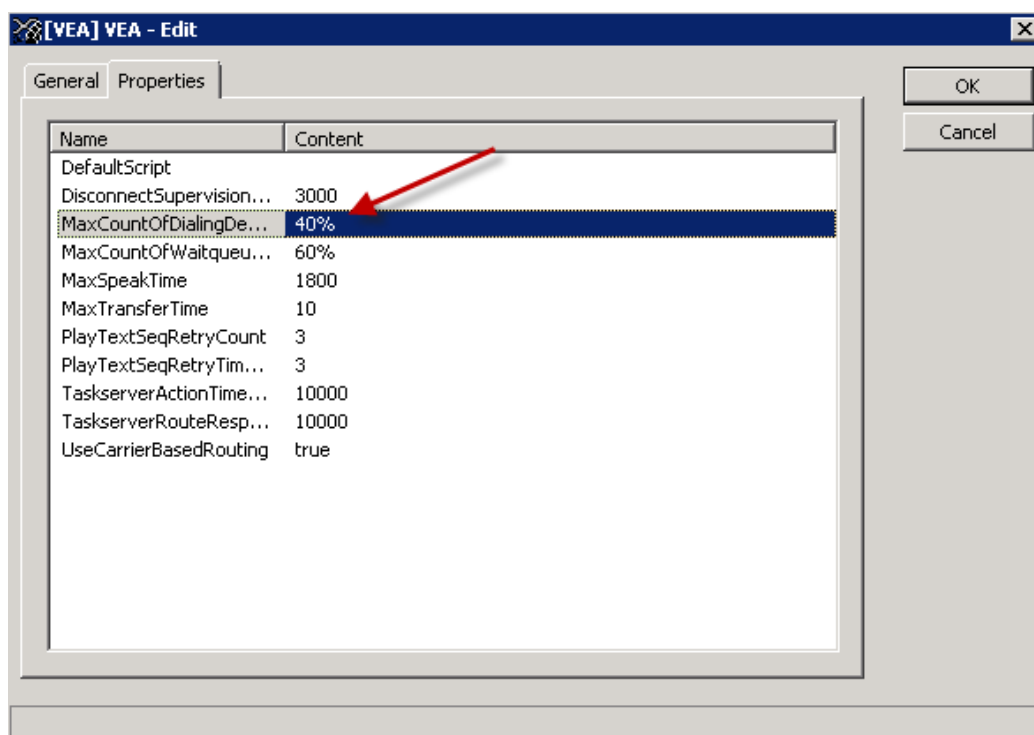 [VEA] VEA - Edit
General Properties
OK
Cancel
Name Content
DefaultScript
DisconnectSupervision... 3000
MaxCountOfDialingDe... 40%
MaxCountOfWaitqueu... 60%
MaxSpeakTime 1800
MaxTransferTime 10
PlayTextSeqRetryCount 3
PlayTextSeqRetryTim... 3
TaskserverActionTime... 10000
TaskserverRouteResp... 10000
UseCarrierBasedRouting true